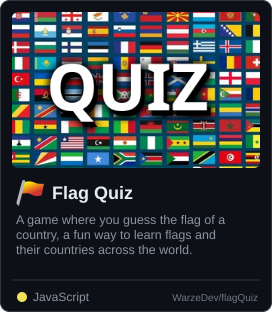 QUIZ
Flag Quiz
A game where you guess the flag of a
country, a fun way to learn flags and
their countries across the world.
JavaScript
WarzeDev/flagQuiz